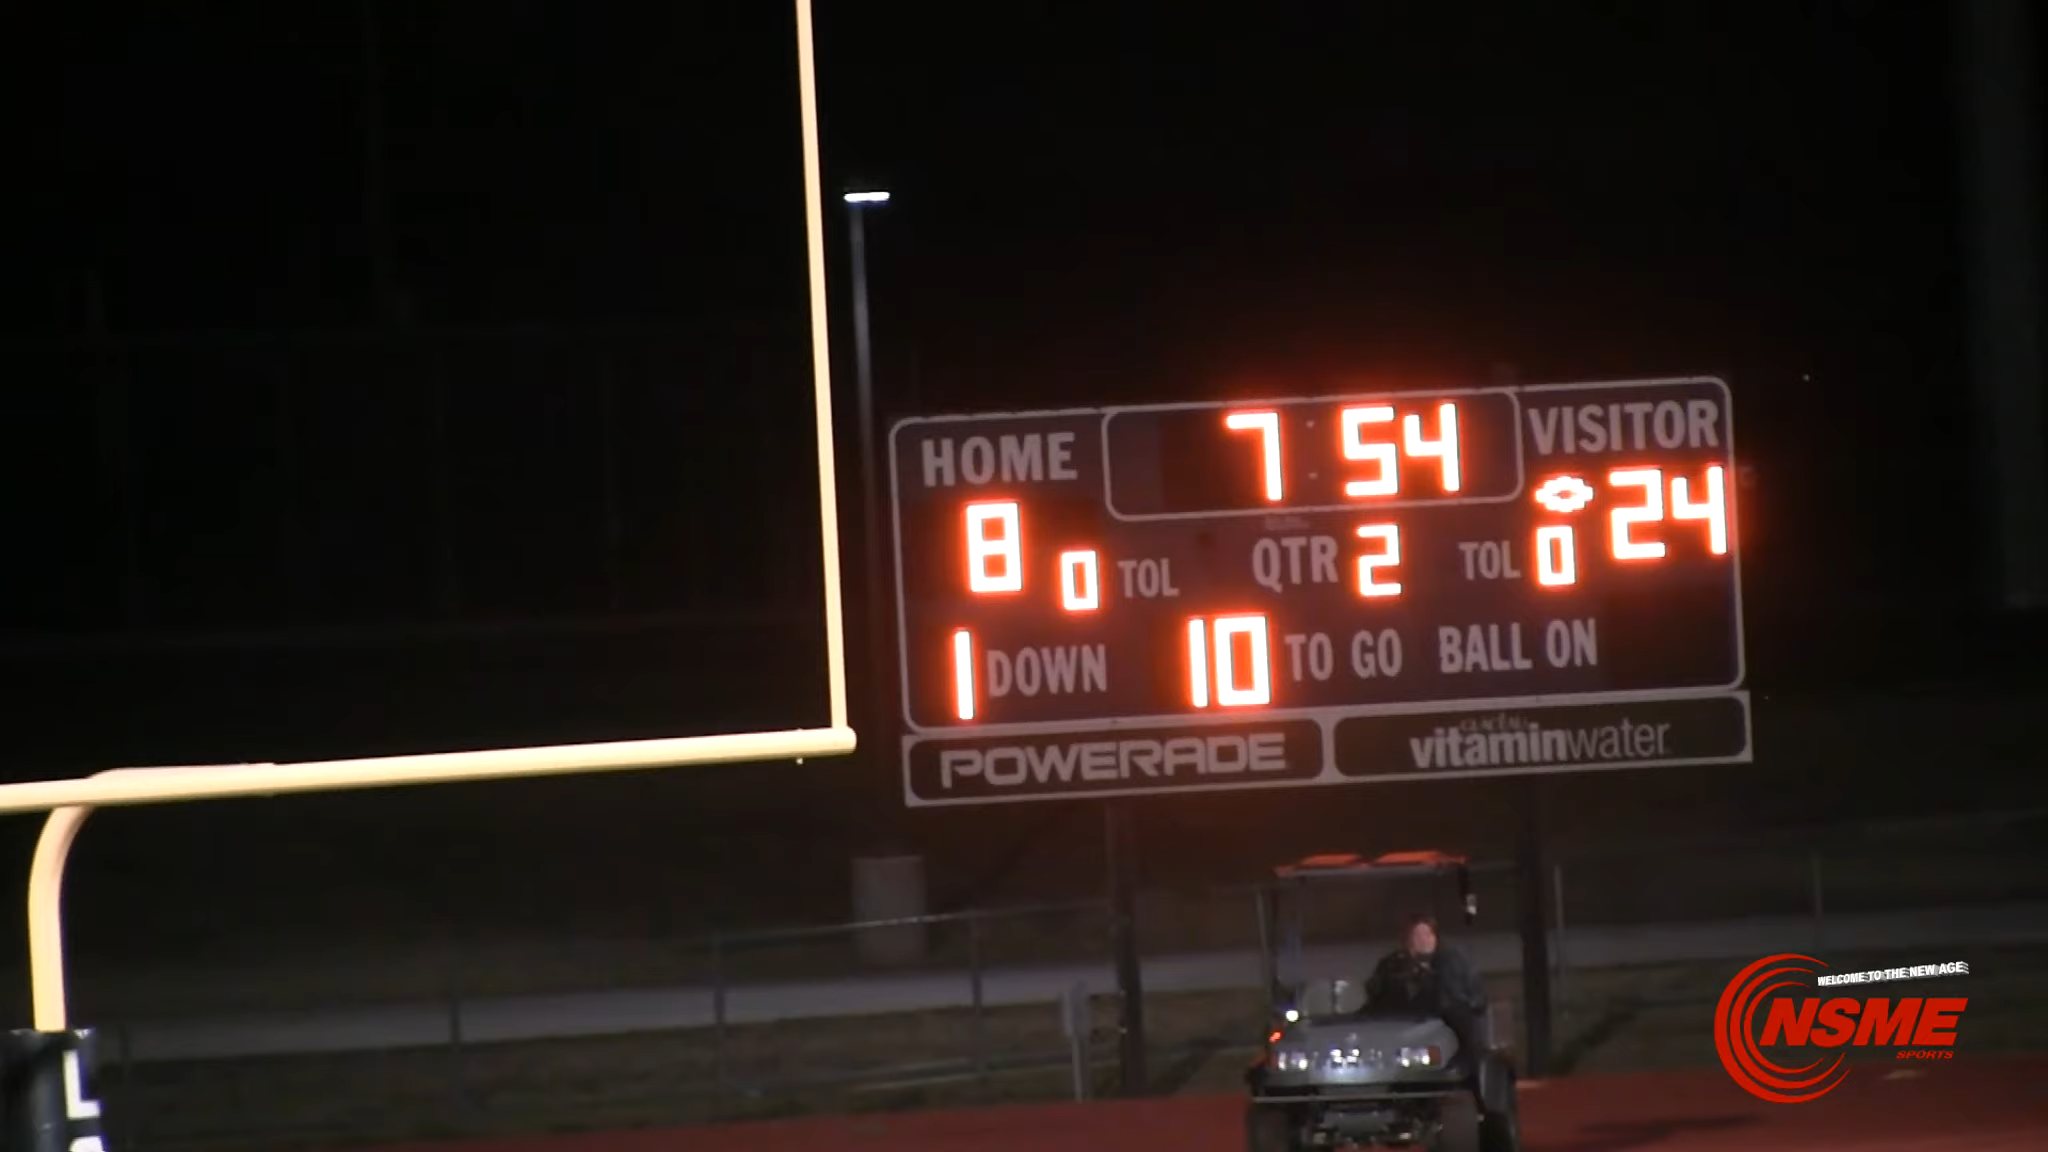 HOME 7:54 VISITOR
8 0 TOL QTR 2 TOL 0 24
1 DOWN 10 TO GO BALL ON
POWERADE
GLACÉAU
vitaminwater
WELCOME TO THE NEW AGE
NSME
SPORTS
L